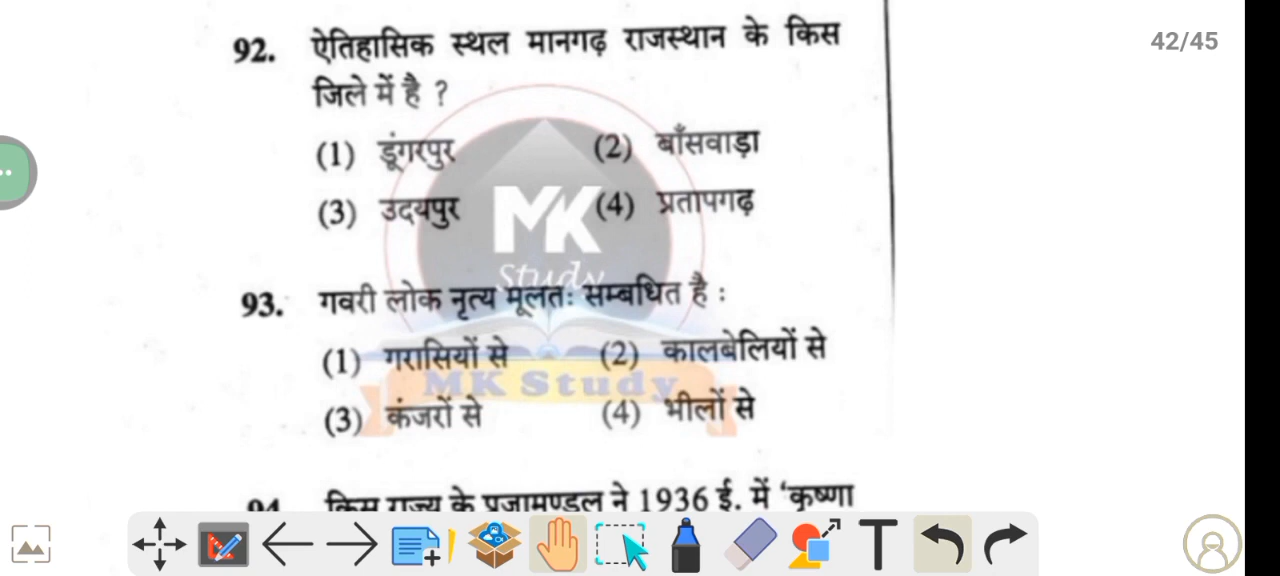 42/45
92. ऐतिहासिक स्थल मानगढ़ राजस्थान के किस
जिले में है ?
(1) डूंगरपुर (2) बाँसवाड़ा
(3) उदयपुर (4) प्रतापगढ़
MK
Study
93. गवरी लोक नृत्य मूलतः सम्बधित है :
(1) गरासियों से (2) कालबेलियों से
MK Study
(3) कंजरों से (4) भीलों से
94. किस राज्य के प्रजामण्डल ने 1936 ई. में ‘कृष्णा